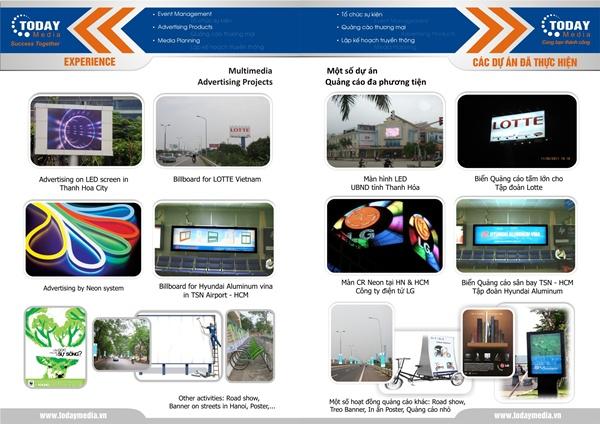 TODAY
Media
Success Together
• Event Management
• Advertising Products
• Media Planning
EXPERIENCE
Multimedia
Advertising Projects
Advertising on LED screen in
Thanh Hoa City
LOTTE
Billboard for LOTTE Vietnam
Advertising by Neon system
Billboard for Hyundai Aluminum vina
in TSN Airport - HCM
SỰ SỐNG?
Other activities: Road show,
Banner on streets in Hanoi, Poster,...
www.todaymedia.vn
• Tổ chức sự kiện
• Quảng cáo thương mại
• Lập kế hoạch truyền thông
TODAY
Media
Cùng bạn thành công
CÁC DỰ ÁN ĐÃ THỰC HIỆN
Một số dự án
Quảng cáo đa phương tiện
Màn hình LED
UBND tỉnh Thanh Hóa
LOTTE
Biển Quảng cáo tấm lớn cho
Tập đoàn Lotte
LG
Màn CR Neon tại HN & HCM
Công ty điện tử LG
HYUNDAI ALUMINUM VINA
Biển Quảng cáo sân bay TSN - HCM
Tập đoàn Hyundai Aluminum
Một số hoạt động quảng cáo khác: Road show,
Treo Banner, In ấn Poster, Quảng cáo nhỏ
www.todaymedia.vn